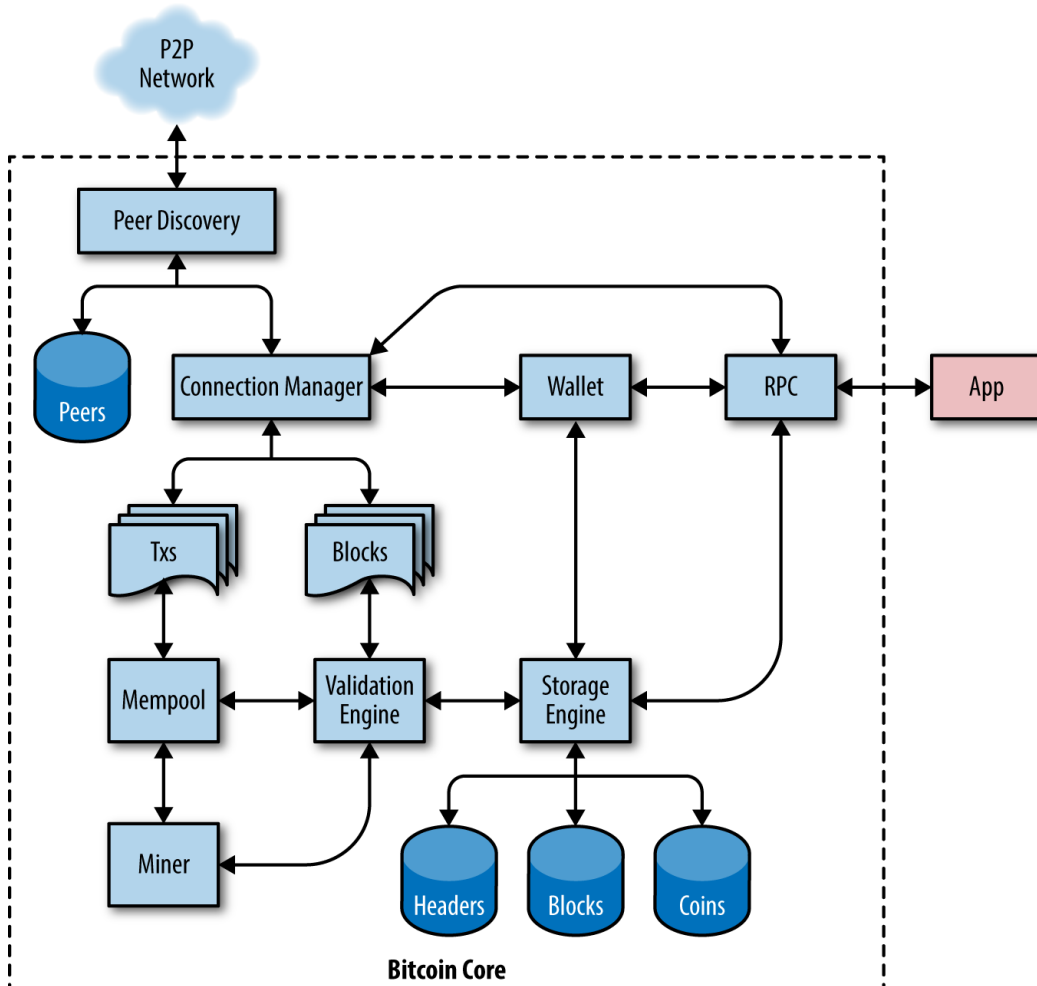 P2P
Network
Peer Discovery
Peers
Connection Manager
Wallet
RPC
App
Txs
Blocks
Mempool
Validation
Engine
Storage
Engine
Miner
Headers
Blocks
Coins
Bitcoin Core